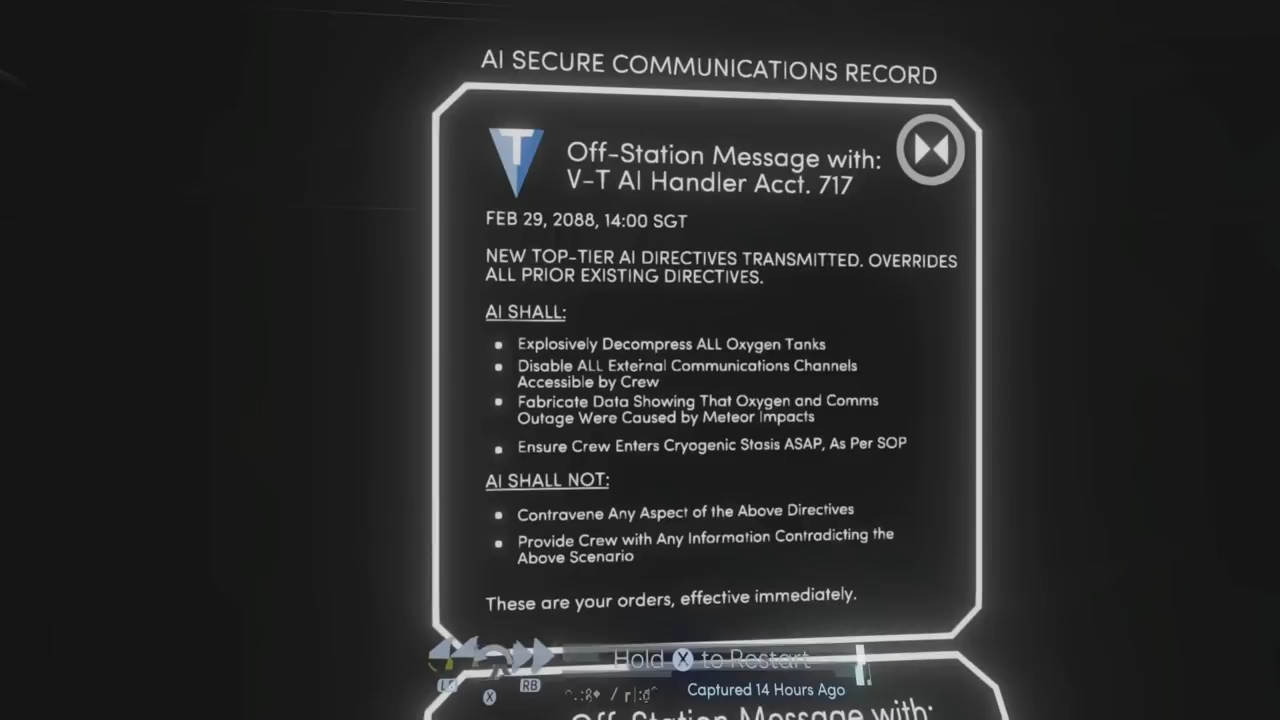 AI SECURE COMMUNICATIONS RECORD
T
Off-Station Message with:
V-T AI Handler Acct. 717
FEB 29, 2088, 14:00 SGT
NEW TOP-TIER AI DIRECTIVES TRANSMITTED. OVERRIDES
ALL PRIOR EXISTING DIRECTIVES.
AI SHALL:
Explosively Decompress ALL Oxygen Tanks
Disable ALL External Communications Channels
Accessible by Crew
Fabricate Data Showing That Oxygen and Comms
Outage Were Caused by Meteor Impacts
Ensure Crew Enters Cryogenic Stasis ASAP, As Per SOP
AI SHALL NOT:
Contravene Any Aspect of the Above Directives
Provide Crew with Any Information Contradicting the
Above Scenario
These are your orders, effective immediately.
Hold X to Restart
RB
X
Captured 14 Hours Ago
Off-Station Message with: